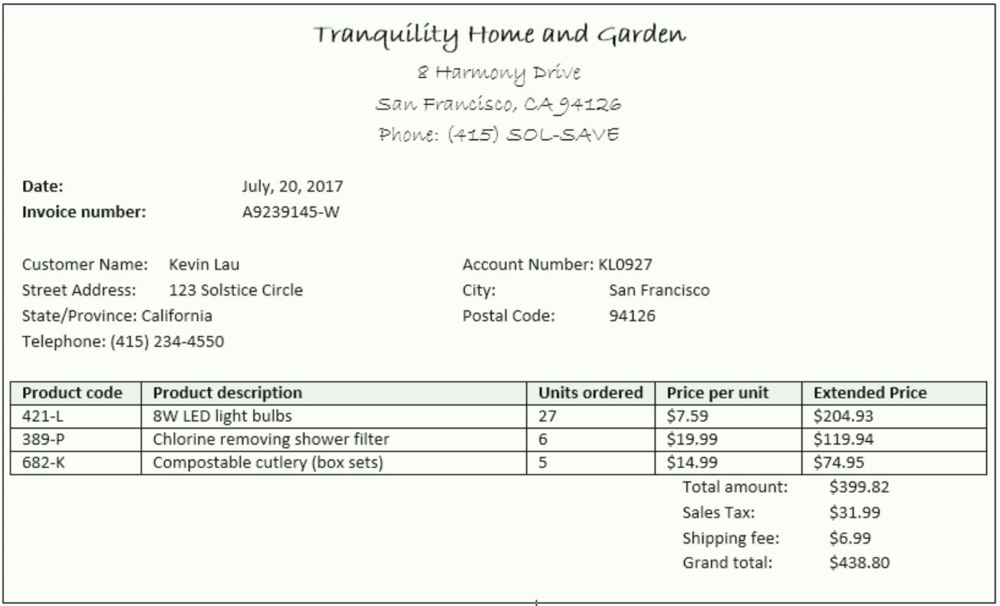 Tranquility Home and Garden
8 Harmony Drive
San Francisco, CA 94126
Phone: (415) SOL-SAVE
Date: July, 20, 2017
Invoice number: A9239145-W
Customer Name: Kevin Lau Account Number: KL0927
Street Address: 123 Solstice Circle City: San Francisco
State/Province: California Postal Code: 94126
Telephone: (415) 234-4550
Product code Product description Units ordered Price per unit Extended Price
421-L 8W LED light bulbs 27 $7.59 $204.93
389-P Chlorine removing shower filter 6 $19.99 $119.94
682-K Compostable cutlery (box sets) 5 $14.99 $74.95
Total amount: $399.82
Sales Tax: $31.99
Shipping fee: $6.99
Grand total: $438.80